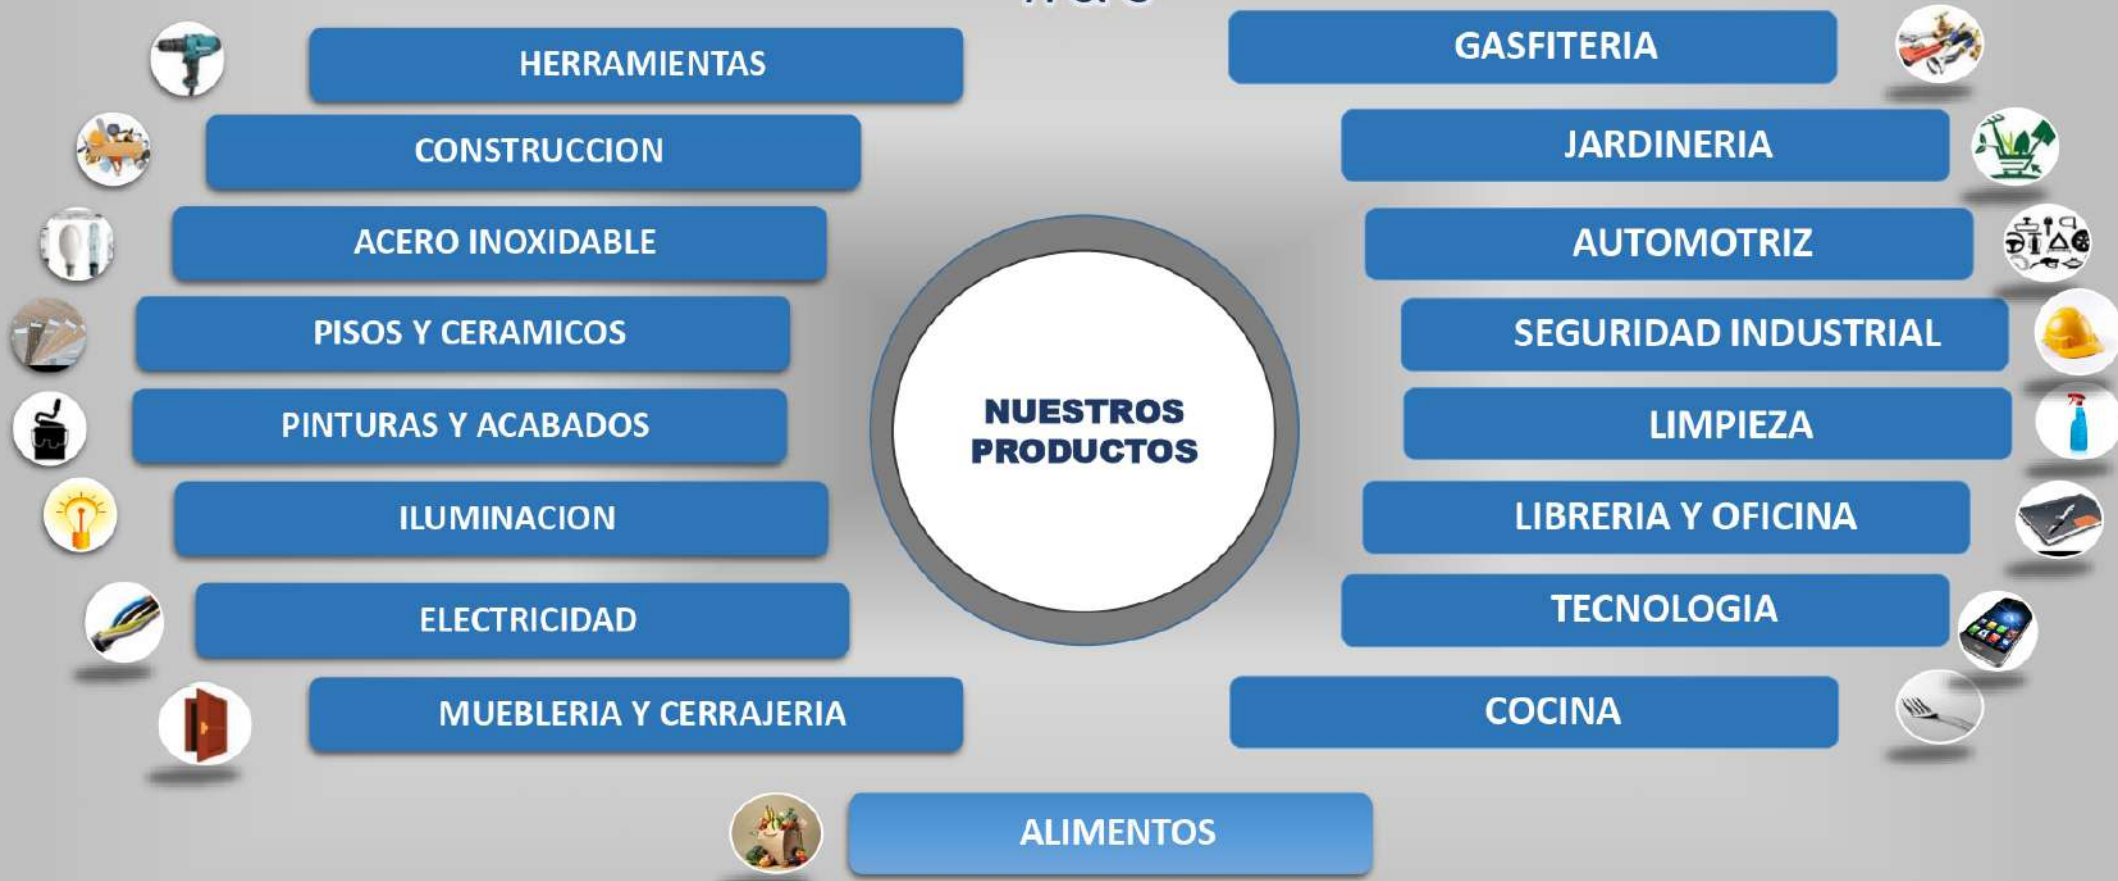 HERRAMIENTAS
CONSTRUCCION
ACERO INOXIDABLE
PISOS Y CERAMICOS
PINTURAS Y ACABADOS
ILUMINACION
ELECTRICIDAD
MUEBLERIA Y CERRAJERIA
NUESTROS
PRODUCTOS
GASFITERIA
JARDINERIA
AUTOMOTRIZ
SEGURIDAD INDUSTRIAL
LIMPIEZA
LIBRERIA Y OFICINA
TECNOLOGIA
COCINA
ALIMENTOS